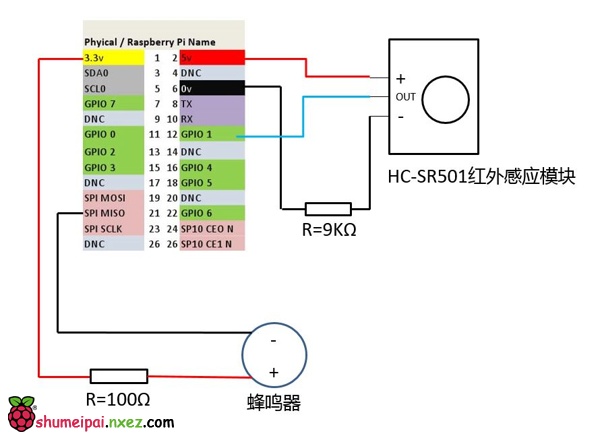 Phyical / Raspberry Pi Name
3.3v 1 2 5v
SDA0 3 4 DNC
SCL0 5 6 0v
GPIO 7 7 8 TX
DNC 9 10 RX
GPIO 0 11 12 GPIO 1
GPIO 2 13 14 DNC
GPIO 3 15 16 GPIO 4
DNC 17 18 GPIO 5
SPI MOSI 19 20 DNC
SPI MISO 21 22 GPIO 6
SPI SCLK 23 24 SP10 CEO N
DNC 26 26 SP10 CE1 N
+
OUT
-
HC-SR501红外感应模块
R=9KΩ
-
+
蜂鸣器
R=100Ω
shumeipai.nxez.com